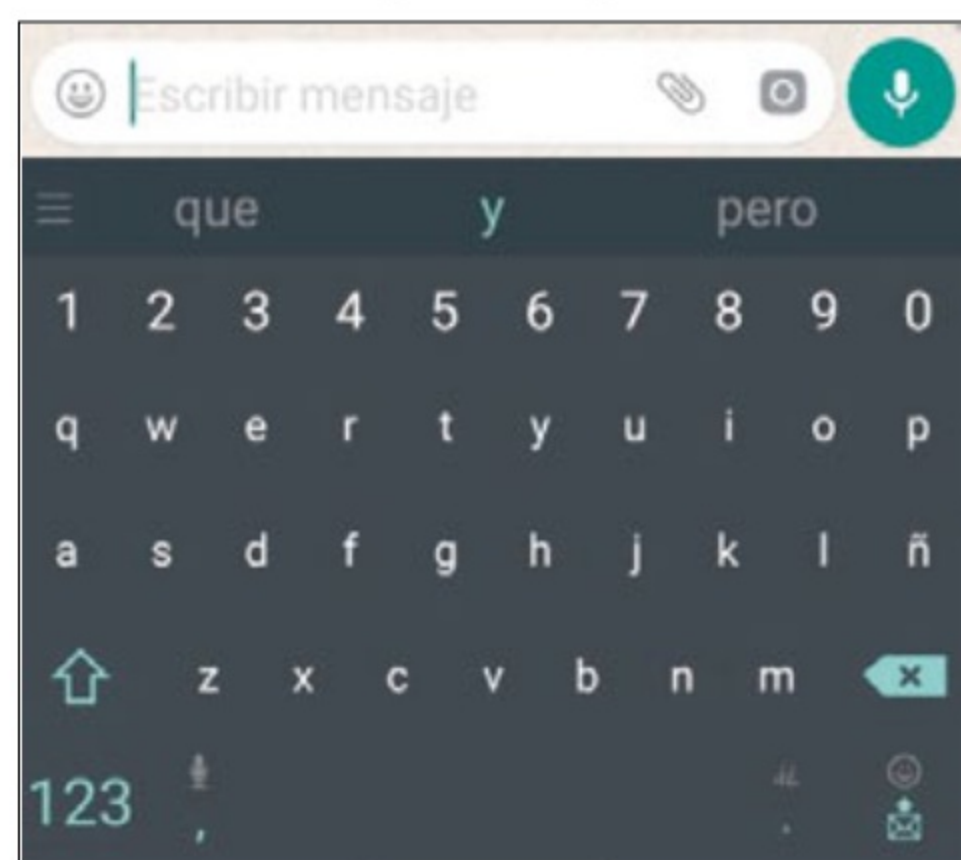 Escribir mensaje
que y pero
1 2 3 4 5 6 7 8 9 0
q w e r t y u i o p
a s d f g h j k l ñ
z x c v b n m
123 , .